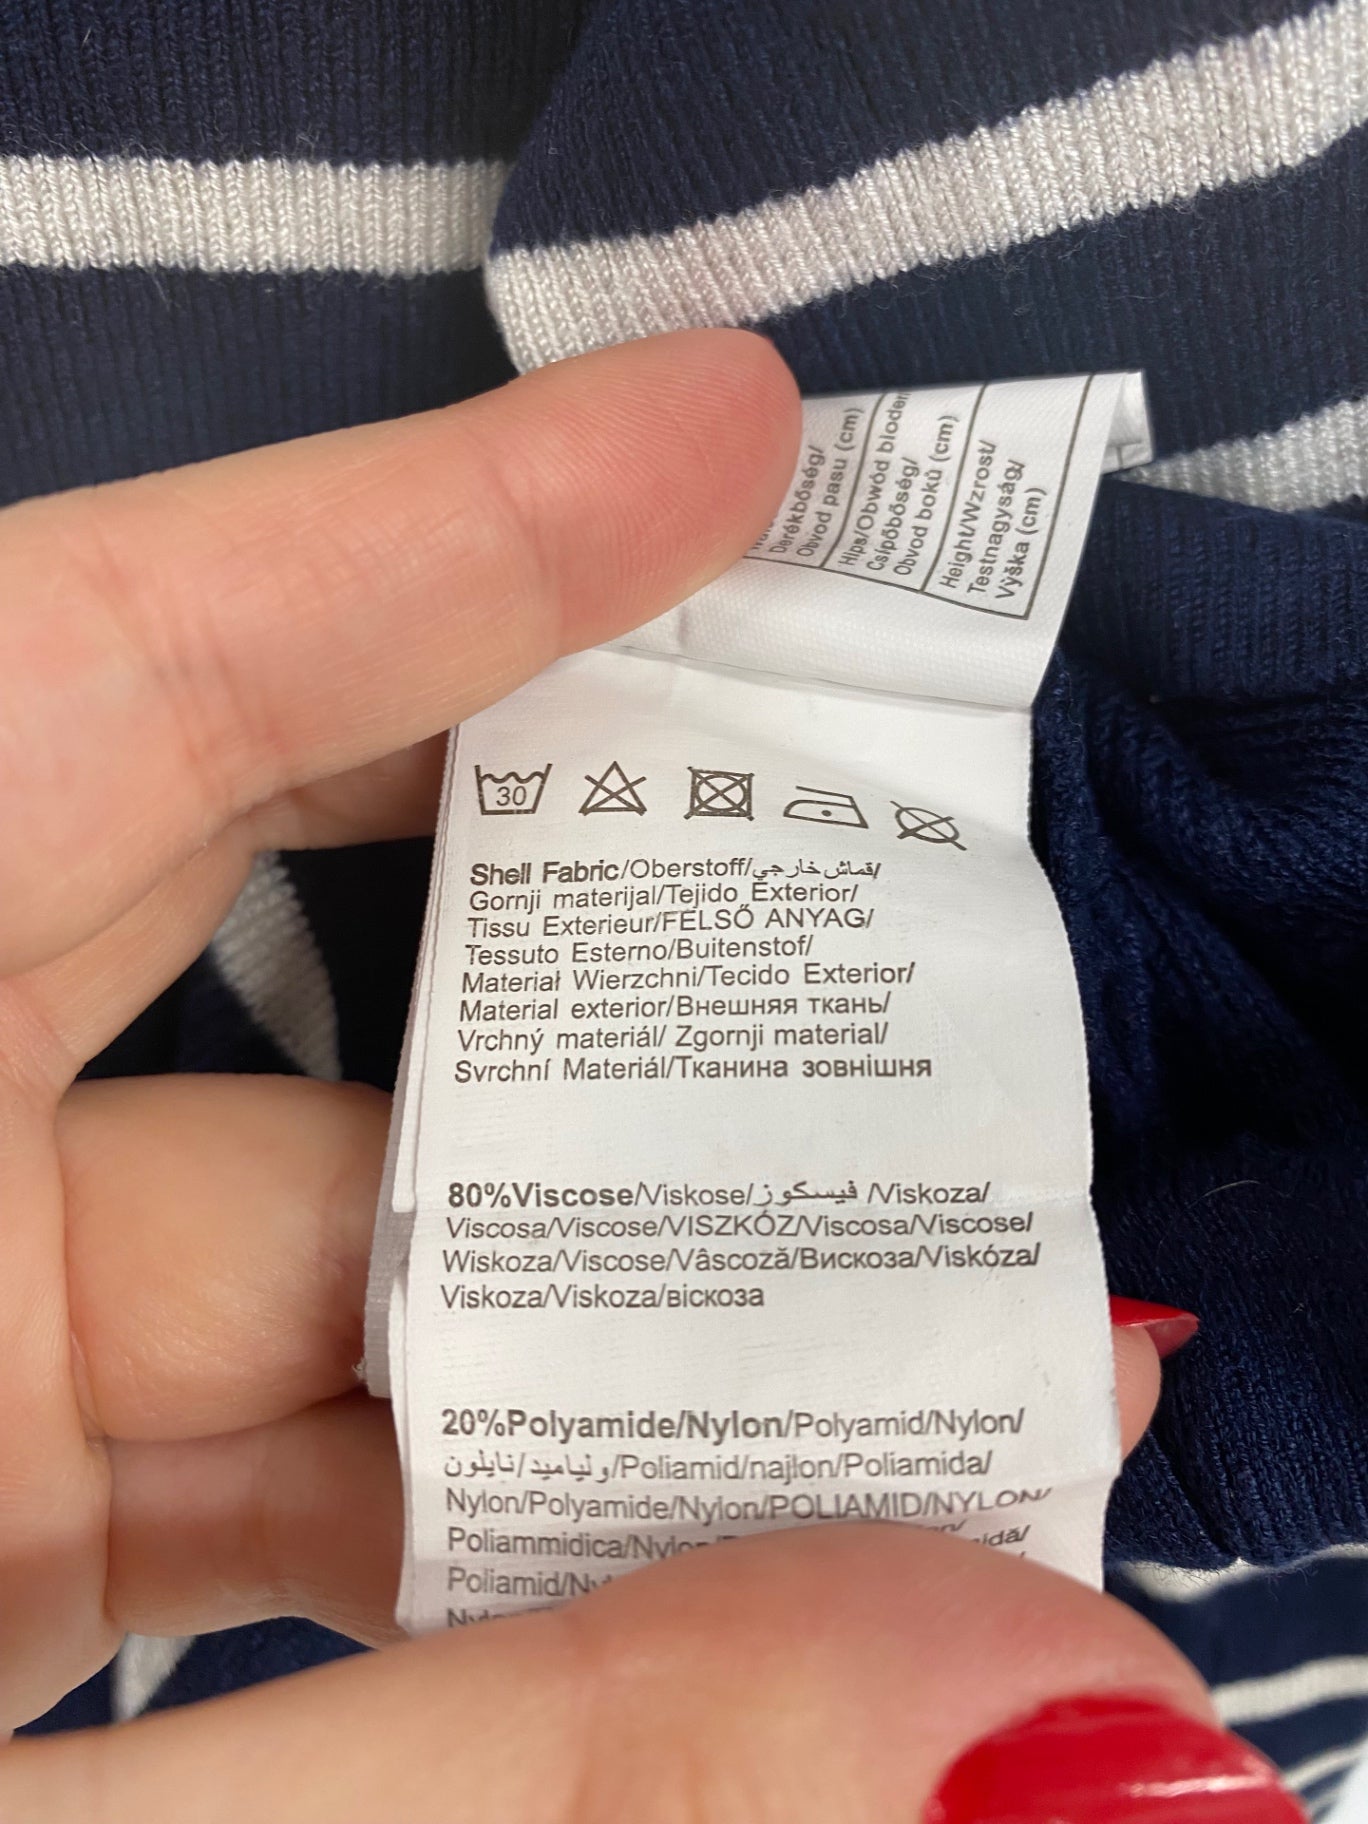 Derékbőség/
Obvod pasu (cm)
Hips/Obwód bioder
Csípőbőség/
Obvod boků (cm)
Height/Wzrost/
Testnagyság/
Výška (cm)
30
Shell Fabric/Oberstoff/قماش خارجي/
Gornji materijal/Tejido Exterior/
Tissu Exterieur/FELSŐ ANYAG/
Tessuto Esterno/Buitenstof/
Materiał Wierzchni/Tecido Exterior/
Material exterior/Внешняя ткань/
Vrchný materiál/ Zgornji material/
Svrchní Materiál/Тканина зовнішня
80%Viscose/Viskose/فيسكوز /Viskoza/
Viscosa/Viscose/VISZKÓZ/Viscosa/Viscose/
Wiskoza/Viscose/Vâscoză/Вискоза/Viskóza/
Viskoza/Viskoza/віскоза
20%Polyamide/Nylon/Polyamid/Nylon/
ولياميد/نايلون/Poliamid/najlon/Poliamida/
Nylon/Polyamide/Nylon/POLIAMID/NYLON/
Poliammidica/Nylon
Poliamid/